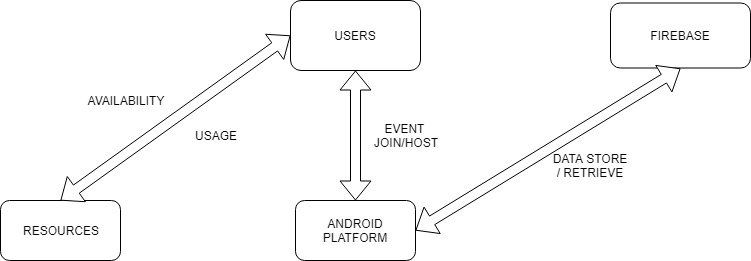 USERS
FIREBASE
AVAILABILITY
USAGE
EVENT
JOIN/HOST
DATA STORE
/ RETRIEVE
RESOURCES
ANDROID
PLATFORM